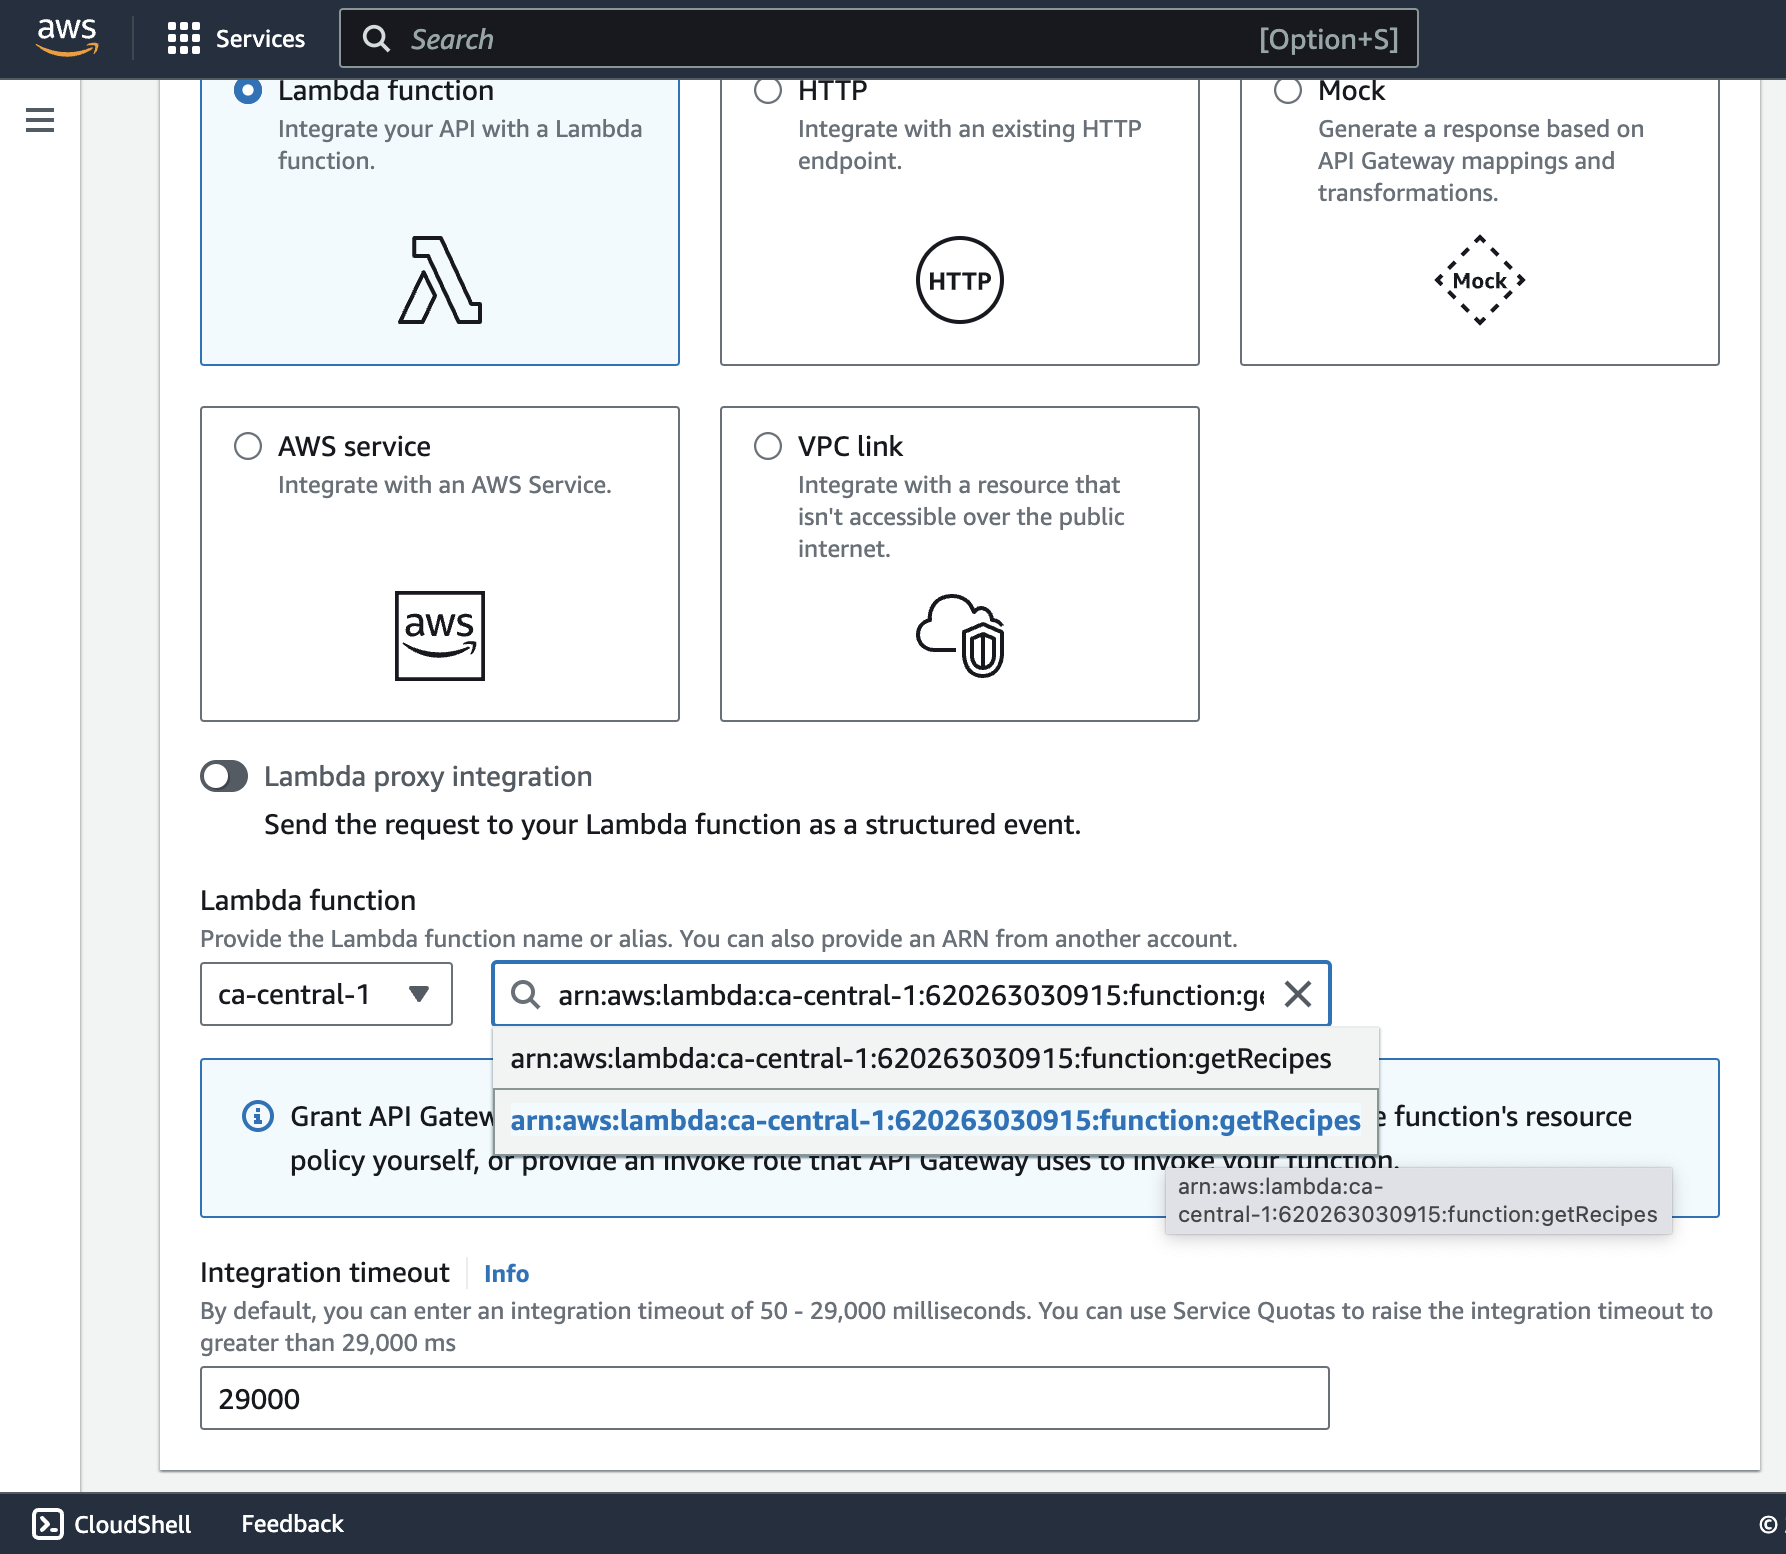 aws
Services
Search
[Option+S]
Lambda function
Integrate your API with a Lambda
function.
HTTP
Integrate with an existing HTTP
endpoint.
HTTP
Mock
Generate a response based on
API Gateway mappings and
transformations.
Mock
AWS service
Integrate with an AWS Service.
aws
VPC link
Integrate with a resource that
isn't accessible over the public
internet.
Lambda proxy integration
Send the request to your Lambda function as a structured event.
Lambda function
Provide the Lambda function name or alias. You can also provide an ARN from another account.
ca-central-1
arn:aws:lambda:ca-central-1:620263030915:function:ge
arn:aws:lambda:ca-central-1:620263030915:function:getRecipes
arn:aws:lambda:ca-central-1:620263030915:function:getRecipes
Grant API Gatew
e function's resource
policy yourself, or provide an invoke role that API Gateway uses to invoke your function.
arn:aws:lambda:ca-
central-1:620263030915:function:getRecipes
Integration timeout
Info
By default, you can enter an integration timeout of 50 - 29,000 milliseconds. You can use Service Quotas to raise the integration timeout to
greater than 29,000 ms
29000
CloudShell
Feedback
©